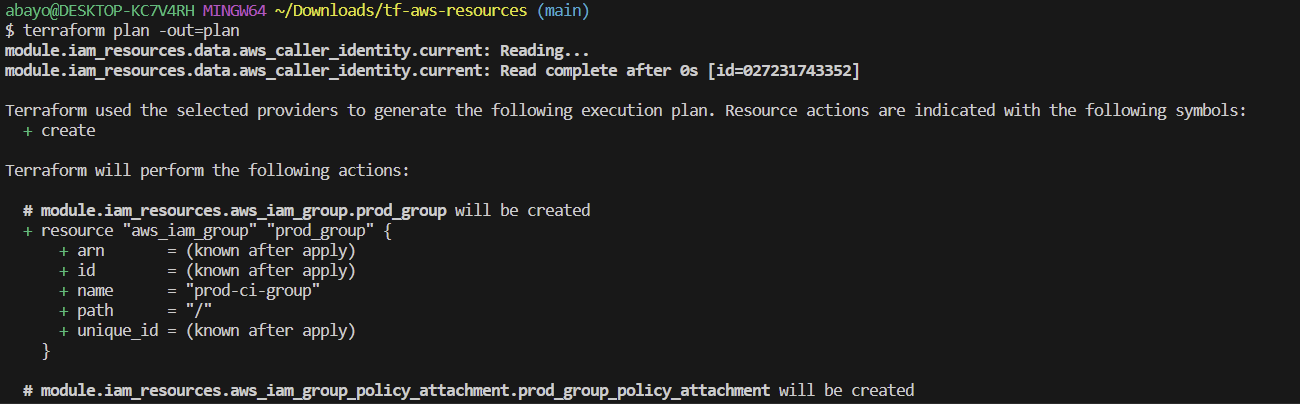 abayo@DESKTOP-KC7V4RH MINGW64 ~/Downloads/tf-aws-resources (main)
$ terraform plan -out=plan
module.iam_resources.data.aws_caller_identity.current: Reading...
module.iam_resources.data.aws_caller_identity.current: Read complete after 0s [id=027231743352]

Terraform used the selected providers to generate the following execution plan. Resource actions are indicated with the following symbols:
  + create

Terraform will perform the following actions:

  # module.iam_resources.aws_iam_group.prod_group will be created
  + resource "aws_iam_group" "prod_group" {
      + arn       = (known after apply)
      + id        = (known after apply)
      + name      = "prod-ci-group"
      + path      = "/"
      + unique_id = (known after apply)
    }

  # module.iam_resources.aws_iam_group_policy_attachment.prod_group_policy_attachment will be created